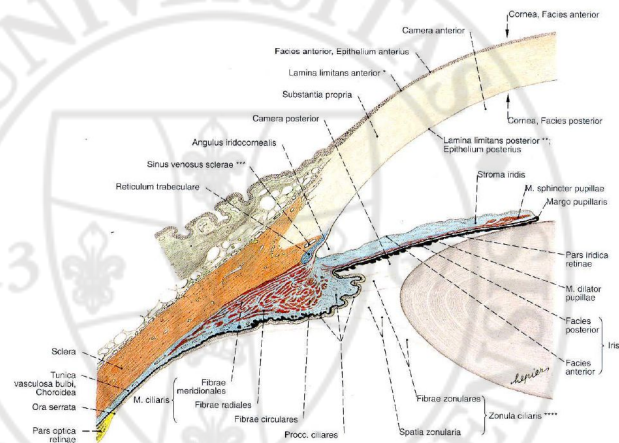 Cornea, Facies anterior
Camera anterior
Facies anterior, Epithelium anterius
Lamina limitans anterior *
Substantia propria
Camera posterior
Cornea, Facies posterior
Angulus iridocornealis
Lamina limitans posterior **;
Epithelium posterius
Sinus venosus sclerae ***
Stroma iridis
Reticulum trabeculare
M. sphincter pupillae
Margo pupillaris
Pars iridica
retinae
M. dilator
pupillae
Facies
posterior
Iris
Facies
anterior
Sclera
Tunica
vasculosa bulbi,
Choroidea
M. ciliaris
Fibrae
meridionales
Fibrae radiales
Fibrae circulares
Ora serrata
Pars optica
retinae
Procc. ciliares
Fibrae zonulares
Spatia zonularia
Zonula ciliaris ****
lepier